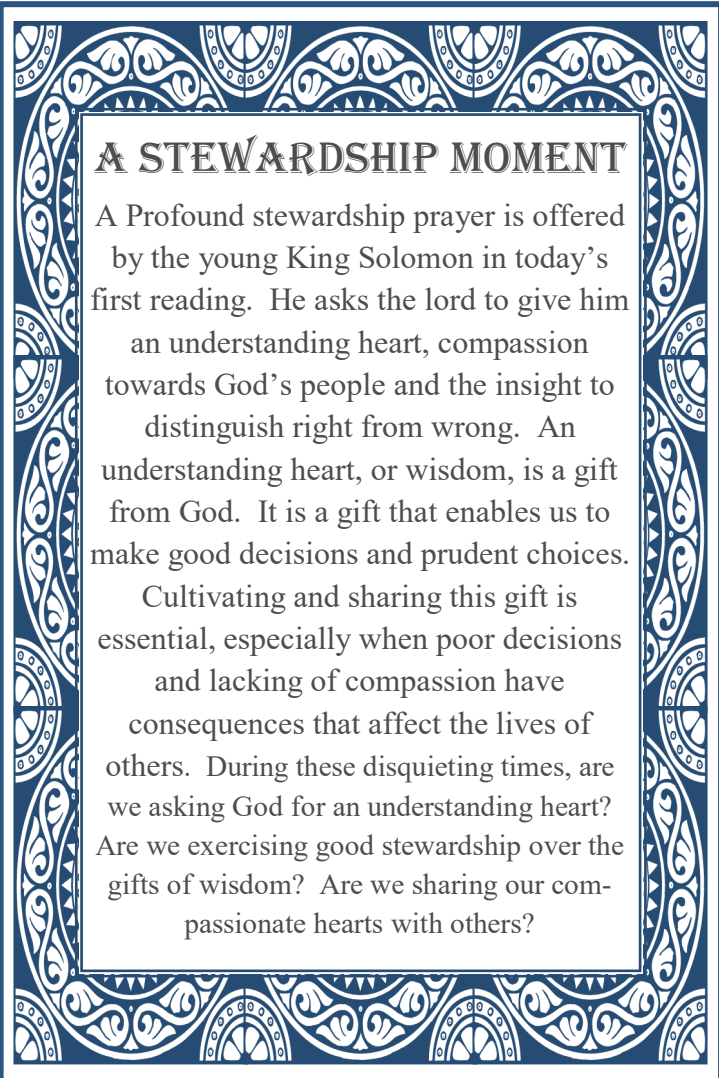 A STEWARDSHIP MOMENT
A Profound stewardship prayer is offered
by the young King Solomon in today’s
first reading.  He asks the lord to give him
an understanding heart, compassion
towards God’s people and the insight to
distinguish right from wrong.  An
understanding heart, or wisdom, is a gift
from God.  It is a gift that enables us to
make good decisions and prudent choices.
Cultivating and sharing this gift is
essential, especially when poor decisions
and lacking of compassion have
consequences that affect the lives of
others.  During these disquieting times, are
we asking God for an understanding heart?
Are we exercising good stewardship over the
gifts of wisdom?  Are we sharing our com-
passionate hearts with others?